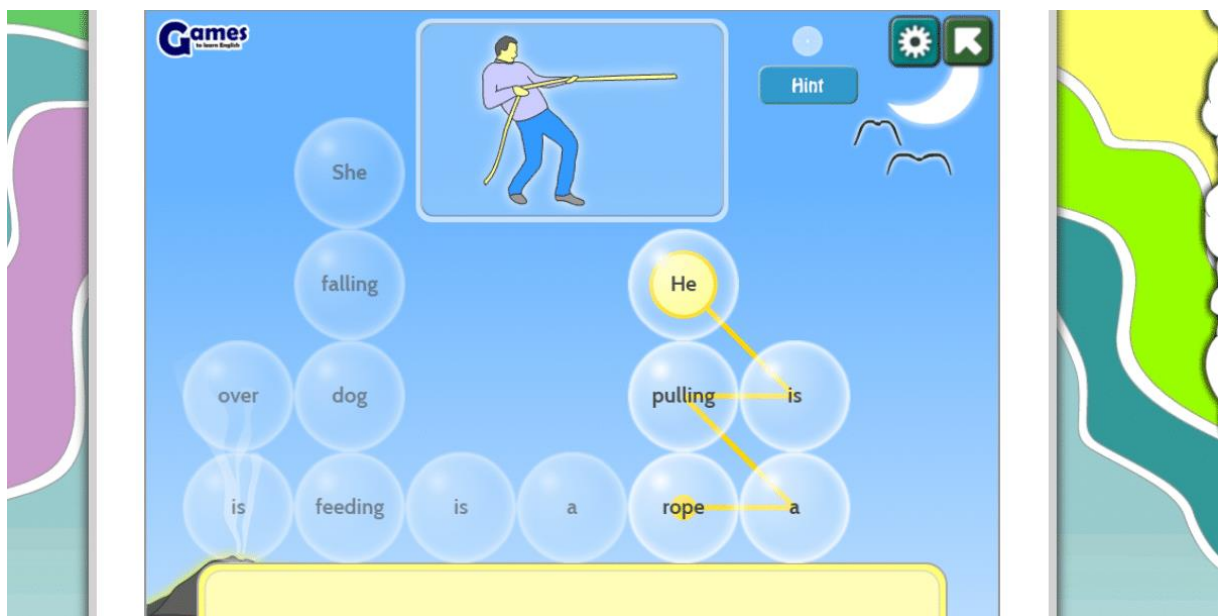 Games
to learn English
Hint
She
falling
He
over dog pulling is
is feeding is a rope a